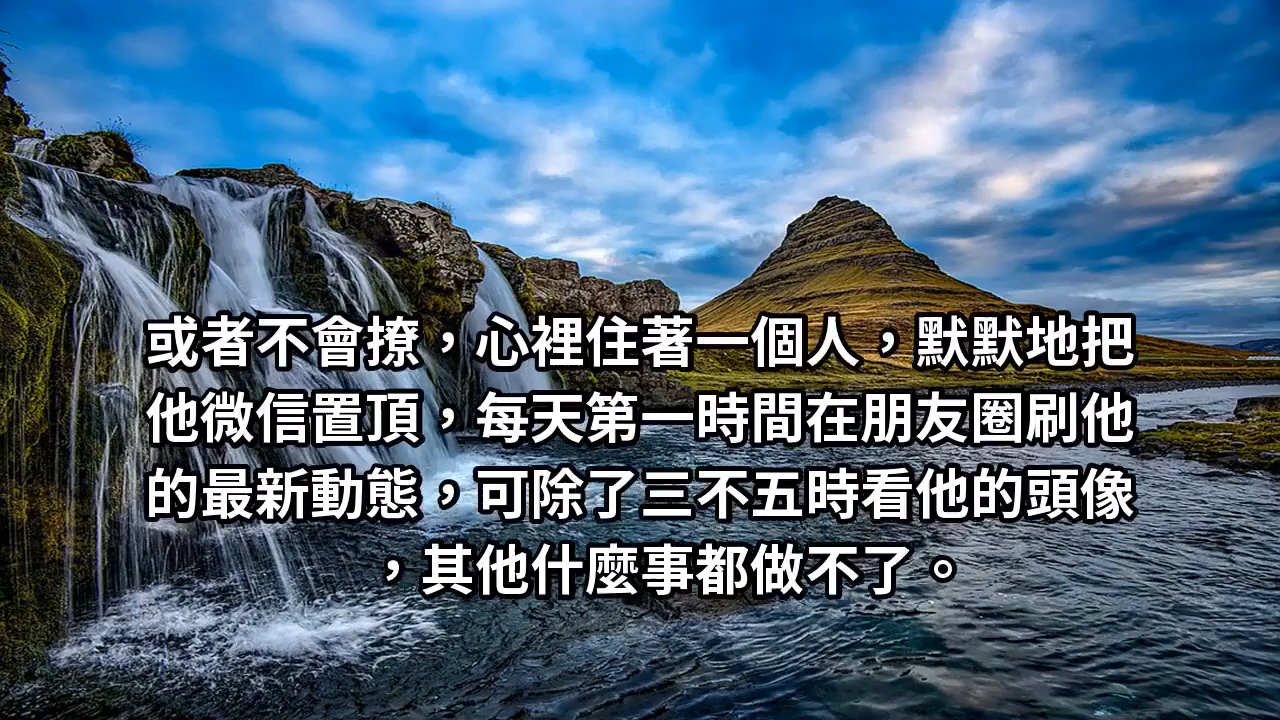 或者不會撩，心裡住著一個人，默默地把
他微信置頂，每天第一時間在朋友圈刷他
的最新動態，可除了三不五時看他的頭像
，其他什麼事都做不了。